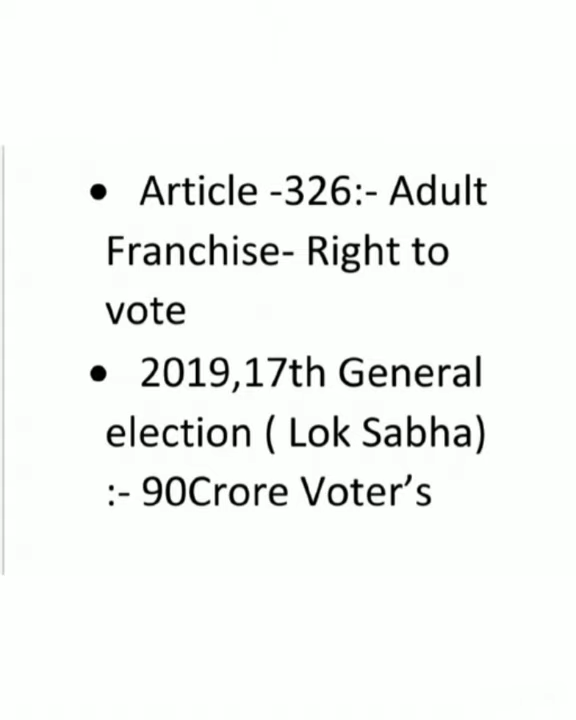 • Article -326:- Adult
Franchise- Right to
vote
• 2019,17th General
election ( Lok Sabha)
:- 90Crore Voter’s